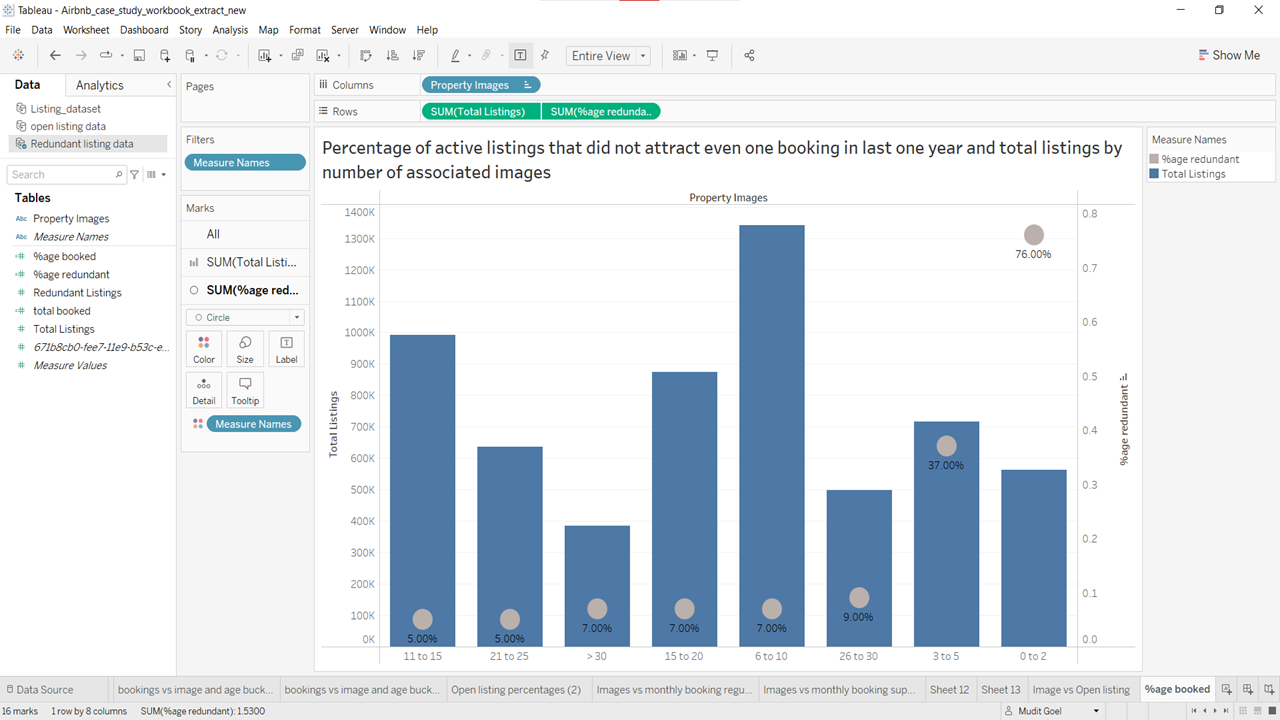 Tableau - Airbnb_case_study_workbook_extract_new
File Data Worksheet Dashboard Story Analysis Map Format Server Window Help
Entire View
Show Me
Data Analytics
Listing_dataset
open listing data
Redundant listing data
Search
Tables
Abc Property Images
Abc Measure Names
%age booked
%age redundant
Redundant Listings
total booked
Total Listings
671b8cb0-fee7-11e9-b53c-e...
Measure Values
Pages
Filters
Measure Names
Marks
All
SUM(Total Listi...
SUM(%age red...
Circle
Color Size Label
Detail Tooltip
Measure Names
Columns Property Images
Rows SUM(Total Listings) SUM(%age redunda..
Percentage of active listings that did not attract even one booking in last one year and total listings by
number of associated images
Property Images
Total Listings
1400K
1300K
1200K
1100K
1000K
900K
800K
700K
600K
500K
400K
300K
200K
100K
0K
5.00% 5.00% 7.00% 7.00% 7.00% 9.00% 37.00% 76.00%
11 to 15 21 to 25 > 30 15 to 20 6 to 10 26 to 30 3 to 5 0 to 2
0.8
0.7
0.6
0.5
0.4
0.3
0.2
0.1
0.0
%age redundant
Measure Names
%age redundant
Total Listings
Data Source bookings vs image and age buck... bookings vs image and age buck... Open listing percentages (2) Images vs monthly booking regu... Images vs monthly booking sup... Sheet 12 Sheet 13 Image vs Open listing %age booked
16 marks 1 row by 8 columns SUM(%age redundant): 1.5300 Mudit Goel